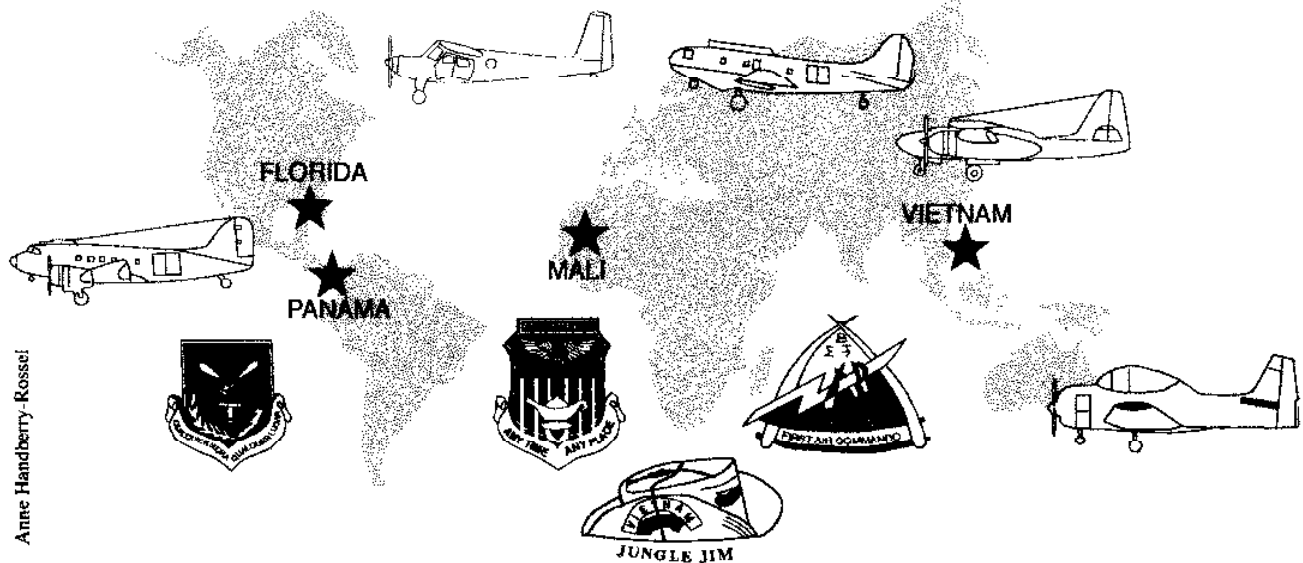 FLORIDA
VIETNAM
MALI
PANAMA
ANY TIME ANY PLACE
FIRST AIR COMMANDO
VIETNAM
JUNGLE JIM
Anne Handberry-Rossel